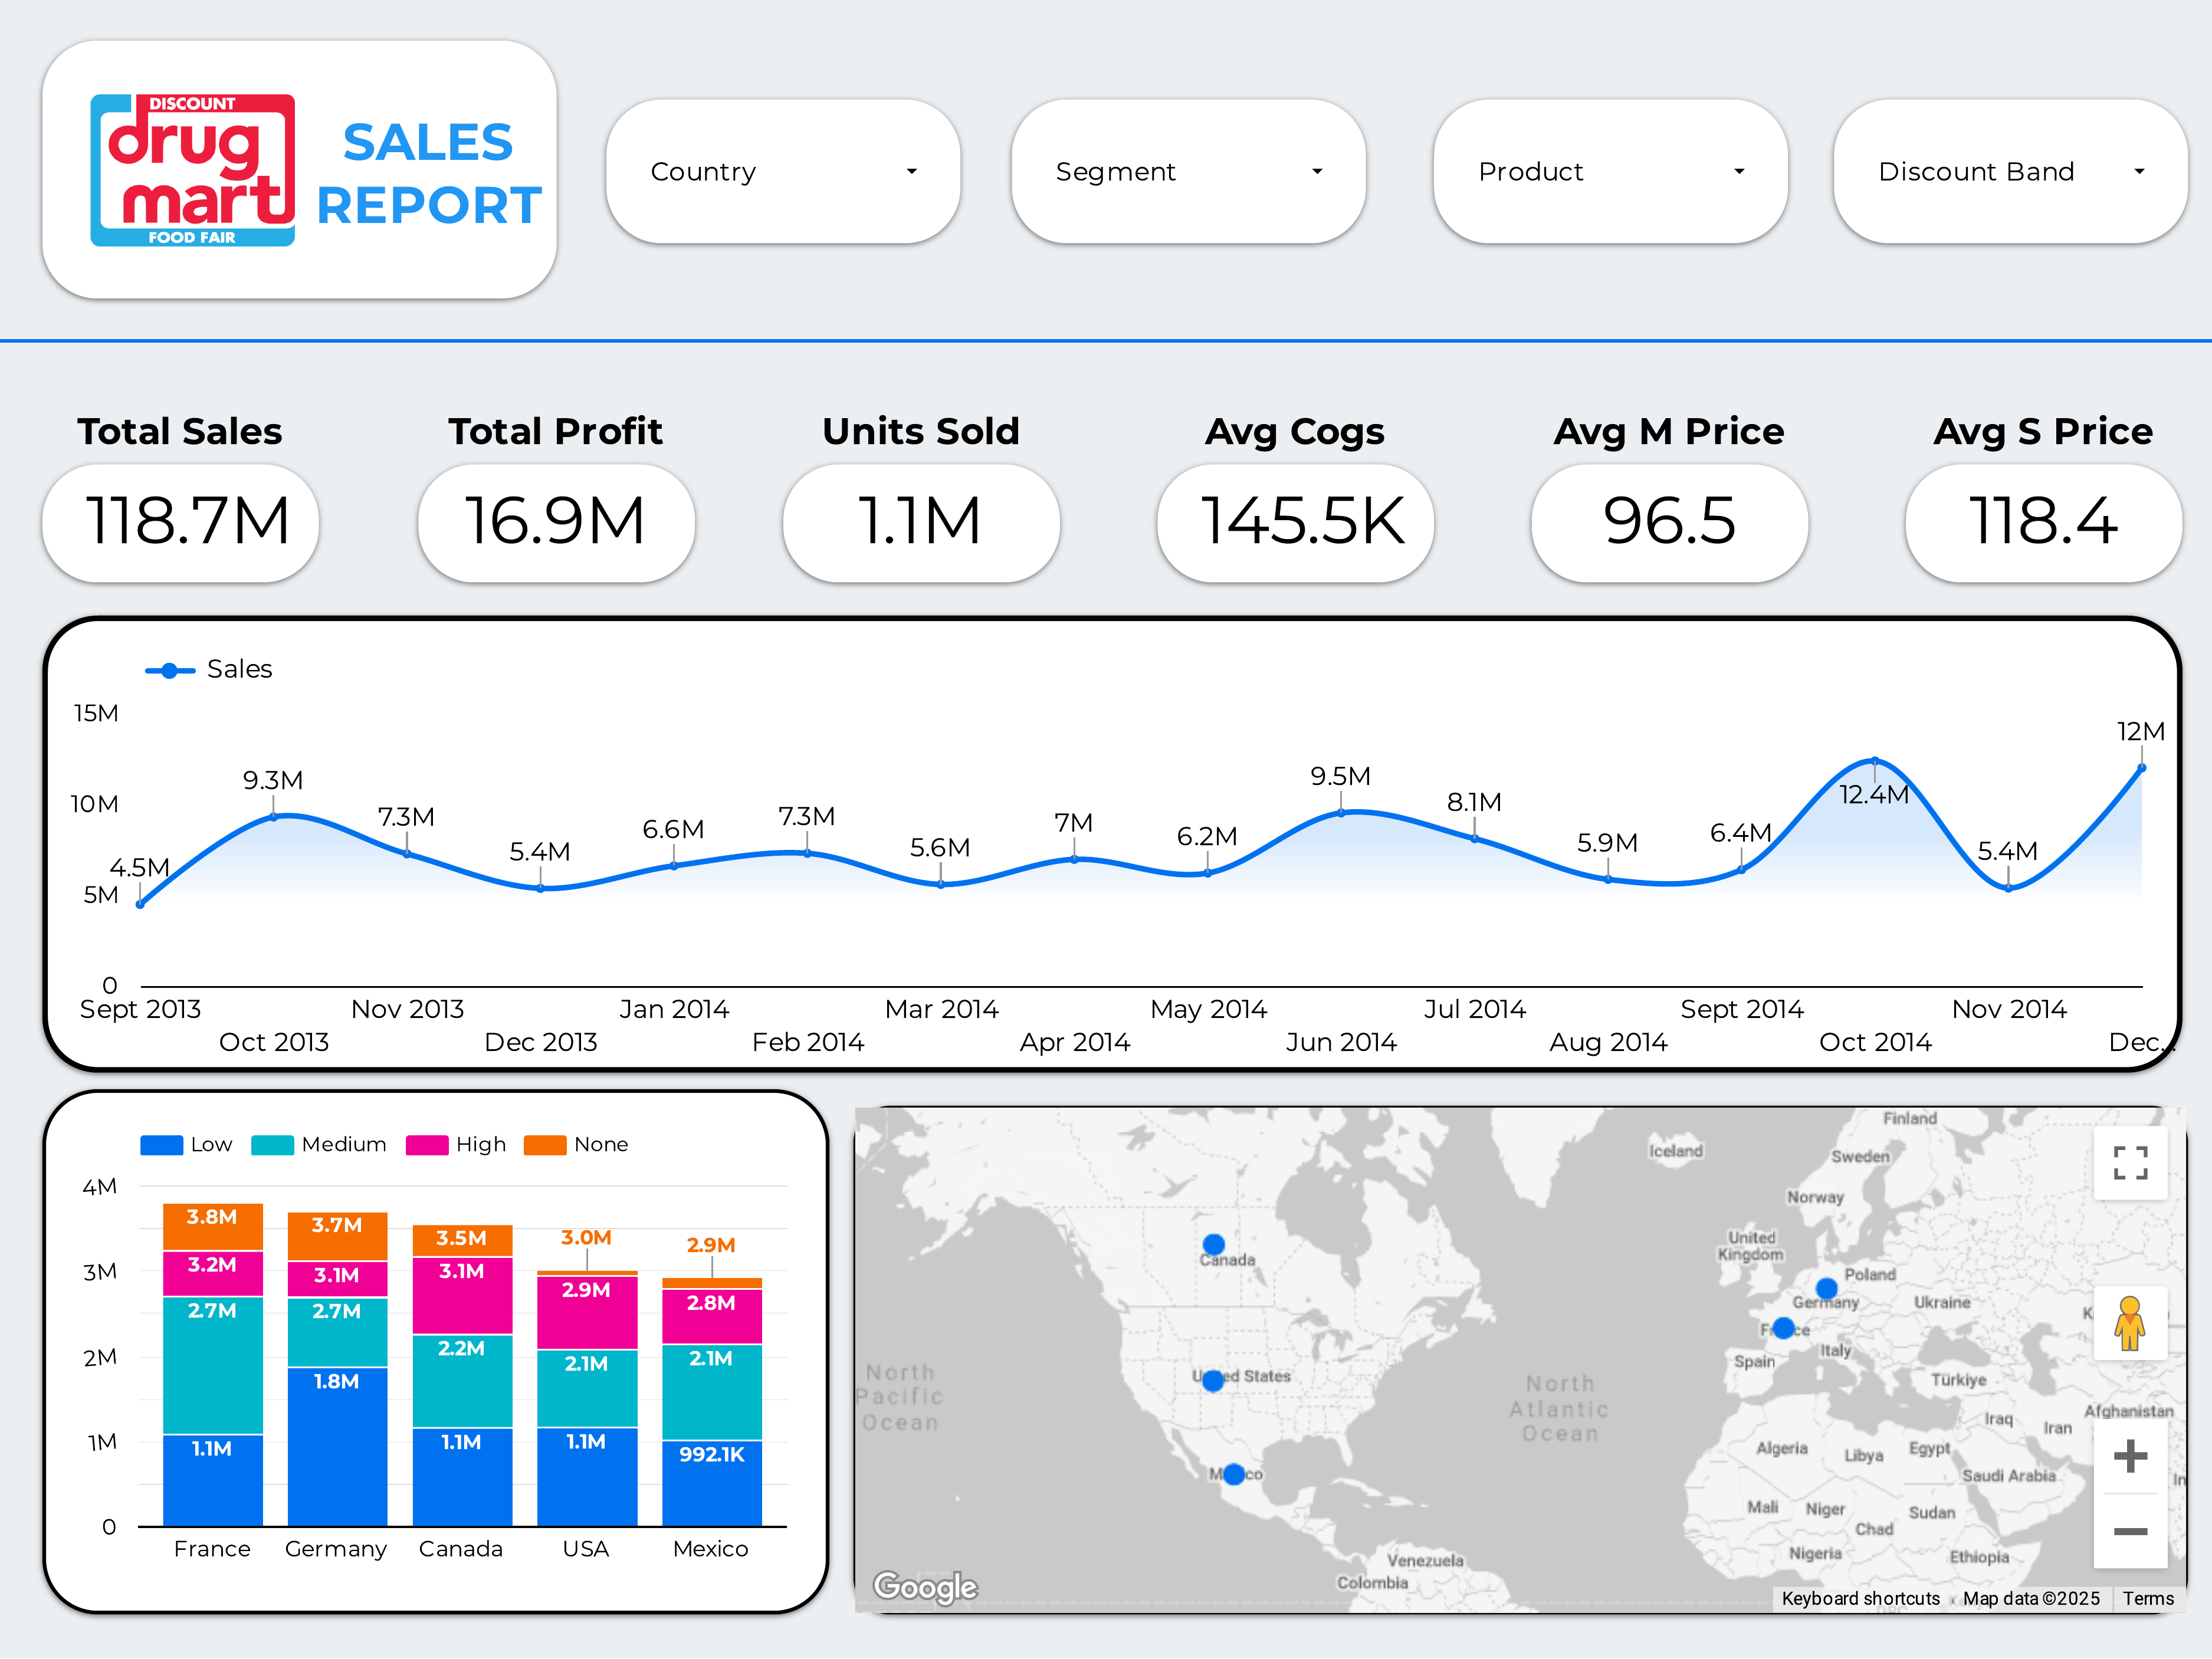 DISCOUNT
drug
mart
FOOD FAIR
SALES
REPORT
Country
Segment
Product
Discount Band
Total Sales
Total Profit
Units Sold
Avg Cogs
Avg M Price
Avg S Price
118.7M
16.9M
1.1M
145.5K
96.5
118.4
Sales
15M
10M
5M
0
4.5M
9.3M
7.3M
5.4M
6.6M
7.3M
5.6M
7M
6.2M
9.5M
8.1M
5.9M
6.4M
12.4M
5.4M
12M
Sept 2013
Oct 2013
Nov 2013
Dec 2013
Jan 2014
Feb 2014
Mar 2014
Apr 2014
May 2014
Jun 2014
Jul 2014
Aug 2014
Sept 2014
Oct 2014
Nov 2014
Dec...
Low Medium High None
4M
3M
2M
1M
0
3.8M
3.2M
2.7M
1.1M
3.7M
3.1M
2.7M
1.8M
3.5M
3.1M
2.2M
1.1M
3.0M
2.9M
2.1M
1.1M
2.9M
2.8M
2.1M
992.1K
France
Germany
Canada
USA
Mexico
Finland
Iceland
Sweden
Norway
United
Kingdom
Canada
Poland
Germany
Ukraine
Italy
Spain
Türkiye
North
Pacific
Ocean
North
Atlantic
Ocean
Afghanistan
Iraq
Iran
Algeria
Libya
Egypt
Saudi Arabia
Mali
Niger
Sudan
Chad
Nigeria
Ethiopia
Venezuela
Colombia
Google
Keyboard shortcuts
Map data ©2025
Terms